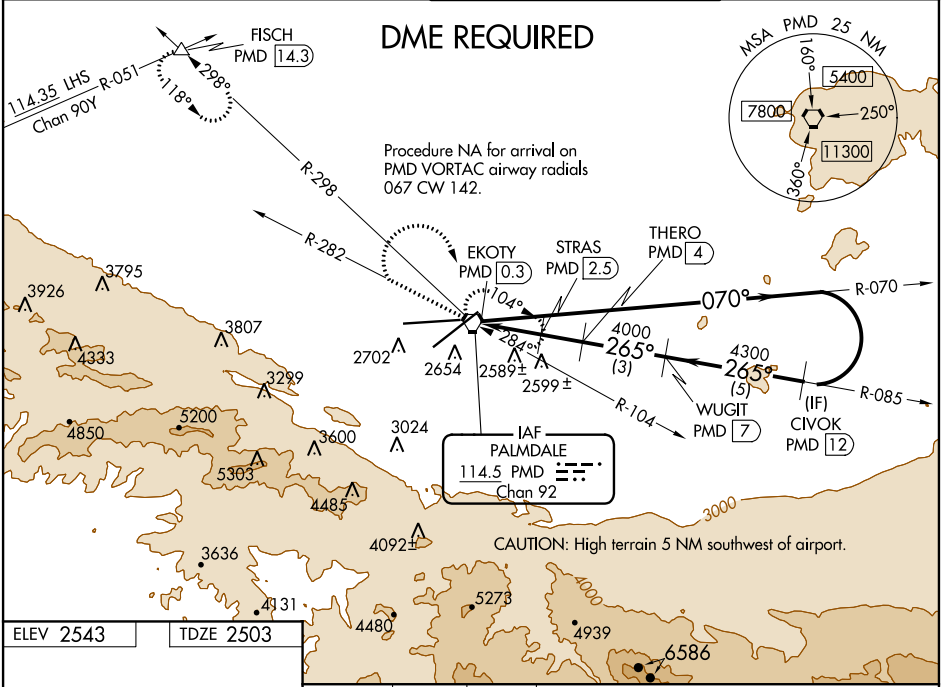 DME REQUIRED
FISCH
PMD 14.3
114.35 LHS R-051
Chan 90Y
298°
118°
R-298
R-282
Procedure NA for arrival on
PMD VORTAC airway radials
067 CW 142.
MSA PMD 25 NM
160°
5400
7800
250°
11300
360°
EKOTY
PMD 0.3
STRAS
PMD 2.5
THERO
PMD 4
104°
284°
070°
R-070
4000
265°
(3)
4300
265°
(5)
R-085
R-104
WUGIT
PMD 7
(IF)
CIVOK
PMD 12
3926
3795
4333
3807
3299
2702
2654
2589±
2599±
4850
5200
5303
3600
3024
4485
IAF
PALMDALE
114.5 PMD
Chan 92
3000
4092±
CAUTION: High terrain 5 NM southwest of airport.
3636
4131
4480
5273
4000
4939
6586
ELEV 2543
TDZE 2503